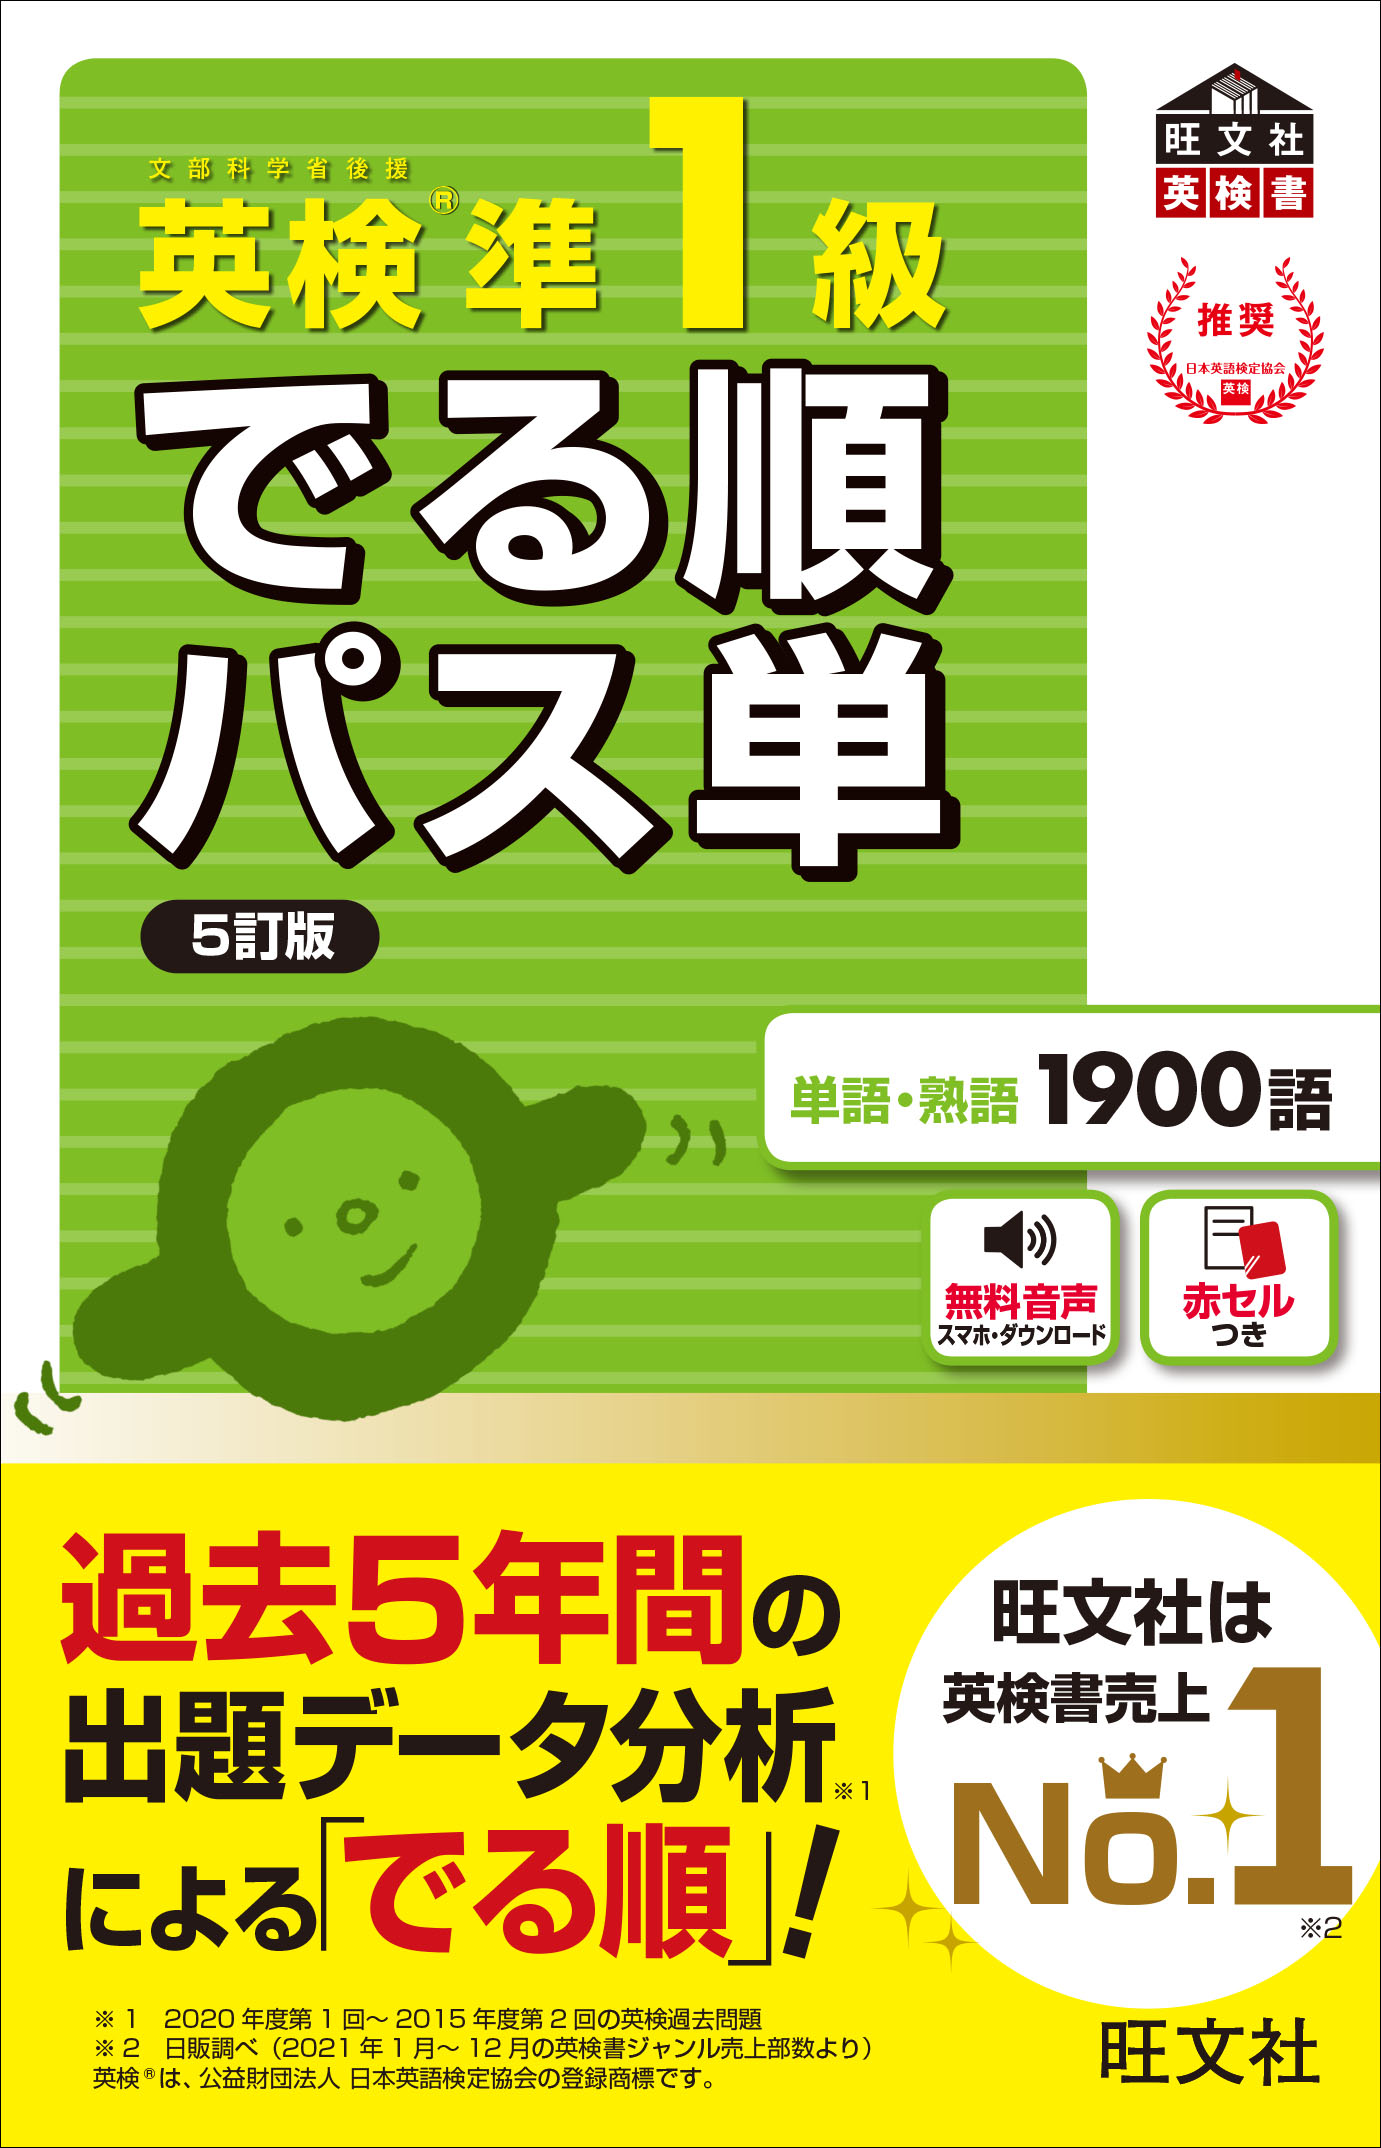 文部科学省後援
英検®準1級
でる順
パス単
5訂版
旺文社
英検書
推奨
日本英語検定協会
英検
単語・熟語 1900語
無料音声
スマホ・ダウンロード
赤セル
つき
過去5年間の
出題データ分析※1
による「でる順」!
旺文社は
英検書売上
No.1
※2
※1 2020年度第1回~2015年度第2回の英検過去問題
※2 日販調べ(2021年1月~12月の英検書ジャンル売上部数より)
英検®は、公益財団法人 日本英語検定協会の登録商標です。
旺文社